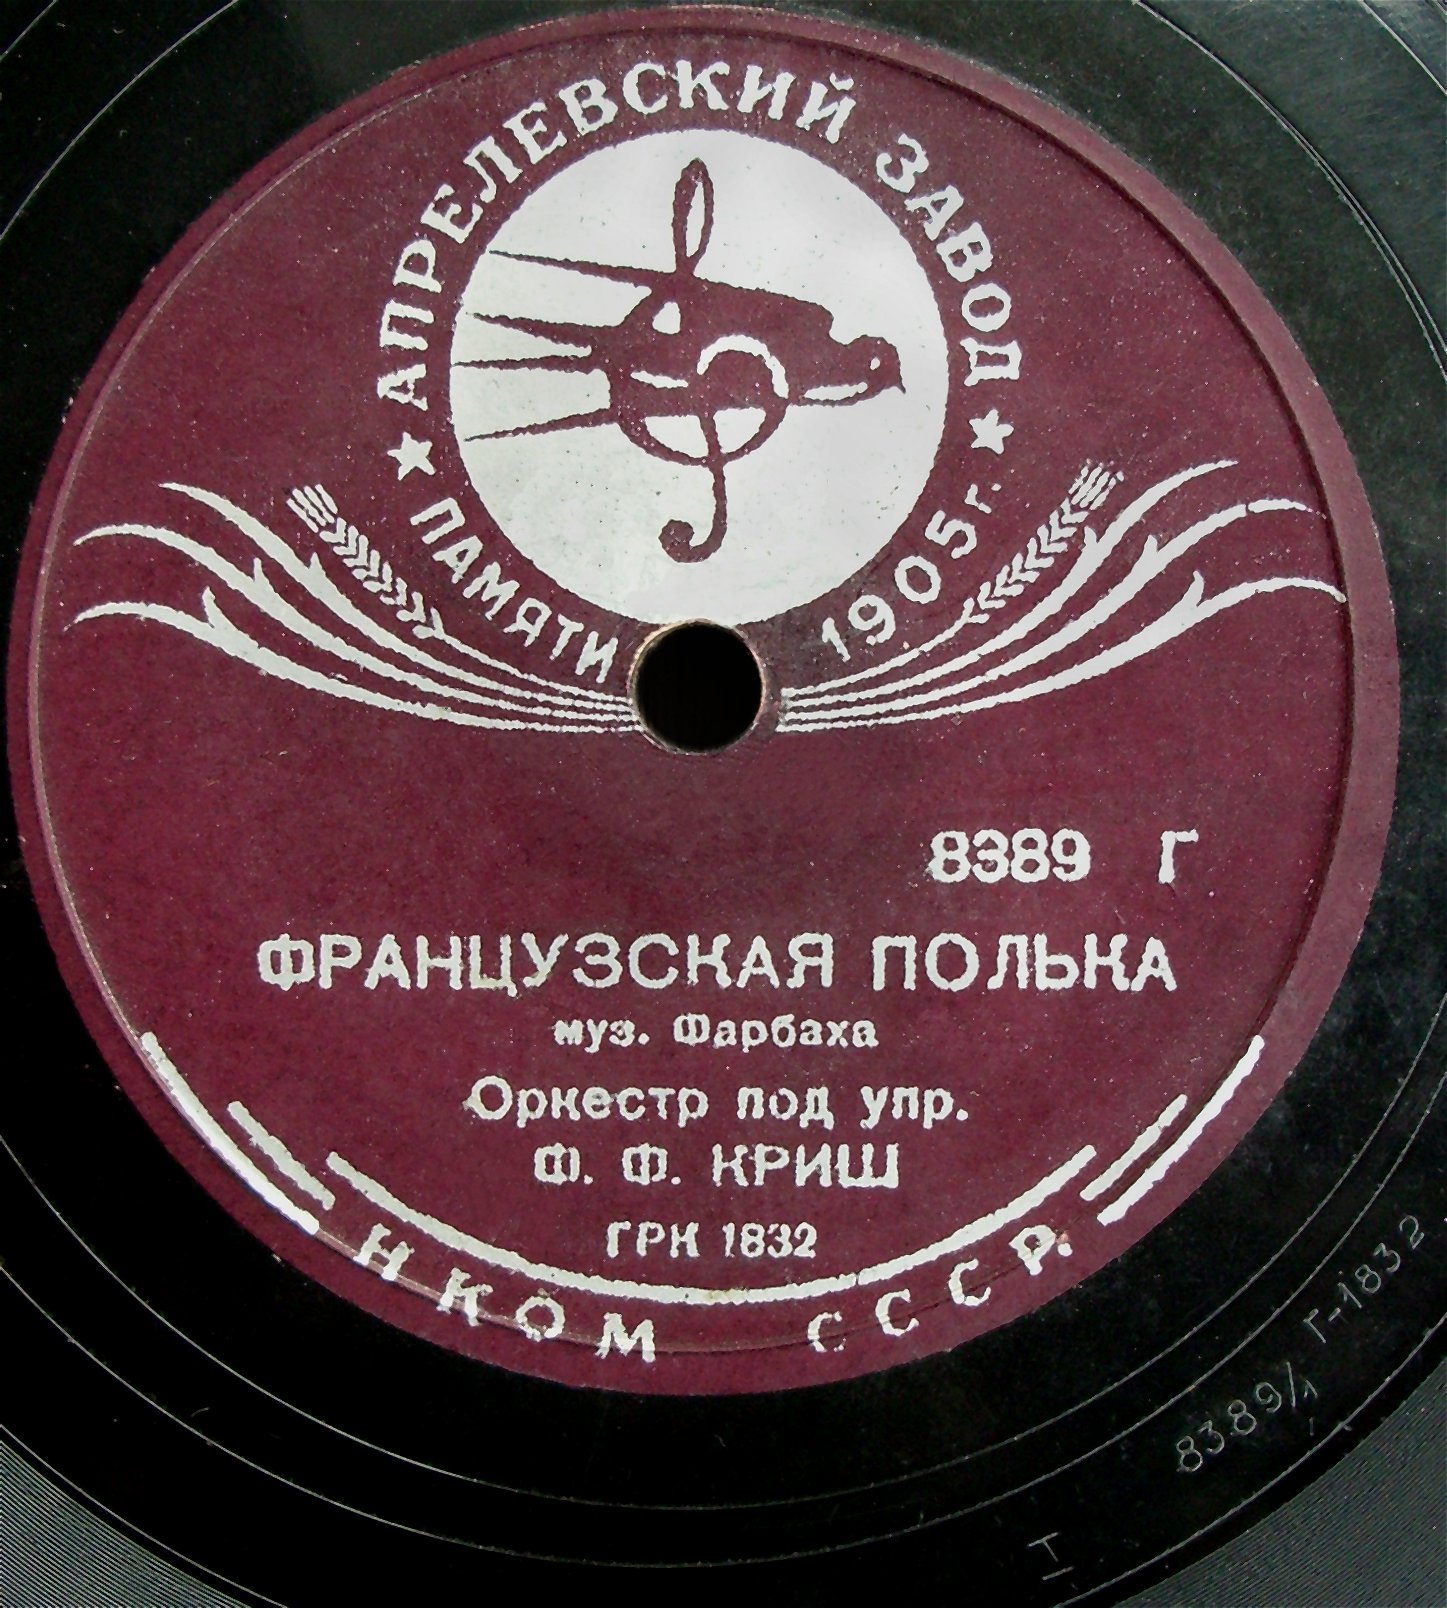 ★ АПРЕЛЕВСКИЙ ЗАВОД ★
ПАМЯТИ 1905 г.
8389 Г
ФРАНЦУЗСКАЯ ПОЛЬКА
муз. Фарбаха
Оркестр под упр.
Ф. Ф. КРИШ
ГРК 1832
НКОМ СССР.
8389/1 Г-1832
I